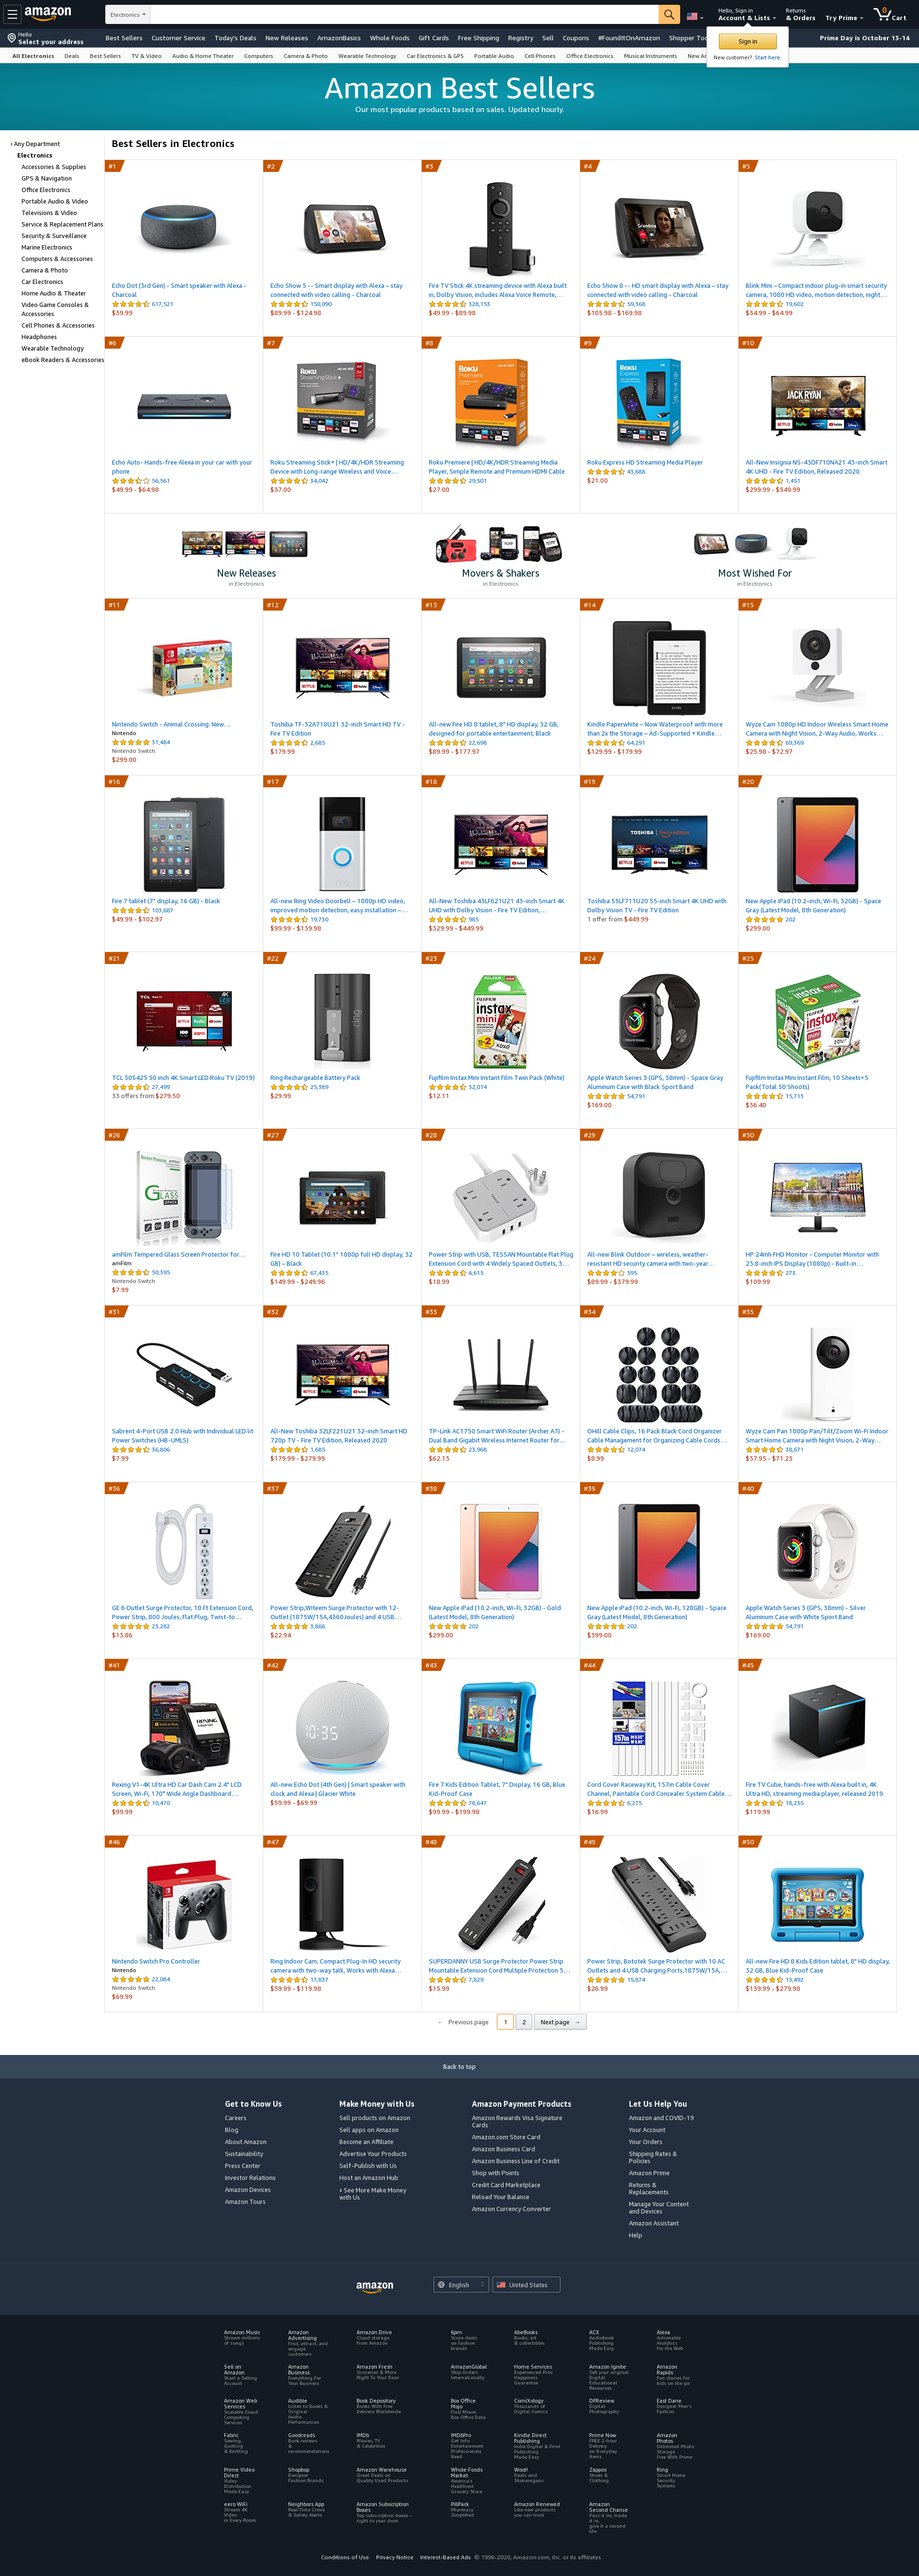 amazon
Electronics
Hello, Sign in
Account & Lists
Returns
& Orders
Try Prime
0
Cart
Hello
Select your address
Best Sellers
Customer Service
Today's Deals
New Releases
AmazonBasics
Whole Foods
Gift Cards
Free Shipping
Registry
Sell
Coupons
#FoundItOnAmazon
Shopper Too
Prime Day is October 13-14
Sign in
New customer? Start here.
All Electronics
Deals
Best Sellers
TV & Video
Audio & Home Theater
Computers
Camera & Photo
Wearable Technology
Car Electronics & GPS
Portable Audio
Cell Phones
Office Electronics
Musical Instruments
New Ar
Amazon Best Sellers
Our most popular products based on sales. Updated hourly.
‹ Any Department
Electronics
Accessories & Supplies
GPS & Navigation
Office Electronics
Portable Audio & Video
Televisions & Video
Service & Replacement Plans
Security & Surveillance
Marine Electronics
Computers & Accessories
Camera & Photo
Car Electronics
Home Audio & Theater
Video Game Consoles &
Accessories
Cell Phones & Accessories
Headphones
Wearable Technology
eBook Readers & Accessories
Best Sellers in Electronics
#1
Echo Dot (3rd Gen) - Smart speaker with Alexa -
Charcoal
617,521
$39.99
#2
Echo Show 5 -- Smart display with Alexa – stay
connected with video calling - Charcoal
150,090
$89.99 - $124.98
#3
Fire TV Stick 4K streaming device with Alexa built
in, Dolby Vision, includes Alexa Voice Remote,…
328,153
$49.99 - $89.98
#4
Echo Show 8 -- HD smart display with Alexa – stay
connected with video calling - Charcoal
59,368
$105.98 - $169.98
#5
Blink Mini – Compact indoor plug-in smart security
camera, 1080 HD video, motion detection, night…
19,602
$34.99 - $64.99
#6
Echo Auto- Hands-free Alexa in your car with your
phone
56,561
$49.99 - $64.98
#7
Roku Streaming Stick+ | HD/4K/HDR Streaming
Device with Long-range Wireless and Voice…
34,042
$37.00
#8
Roku Premiere | HD/4K/HDR Streaming Media
Player, Simple Remote and Premium HDMI Cable
29,501
$27.00
#9
Roku Express HD Streaming Media Player
43,688
$21.00
#10
All-New Insignia NS-43DF710NA21 43-inch Smart
4K UHD - Fire TV Edition, Released 2020
1,451
$299.99 - $549.99
New Releases
in Electronics
Movers & Shakers
in Electronics
Most Wished For
in Electronics
#11
Nintendo Switch - Animal Crossing: New…
Nintendo
31,484
Nintendo Switch
$299.00
#12
Toshiba TF-32A710U21 32-inch Smart HD TV -
Fire TV Edition
2,685
$179.99
#13
All-new Fire HD 8 tablet, 8" HD display, 32 GB,
designed for portable entertainment, Black
22,698
$89.99 - $177.97
#14
Kindle Paperwhite – Now Waterproof with more
than 2x the Storage – Ad-Supported + Kindle…
64,291
$129.99 - $179.99
#15
Wyze Cam 1080p HD Indoor Wireless Smart Home
Camera with Night Vision, 2-Way Audio, Works…
69,369
$25.98 - $72.97
#16
Fire 7 tablet (7" display, 16 GB) - Black
103,667
$49.99 - $102.97
#17
All-new Ring Video Doorbell – 1080p HD video,
improved motion detection, easy installation –…
19,730
$99.99 - $139.98
#18
All-New Toshiba 43LF621U21 43-inch Smart 4K
UHD with Dolby Vision - Fire TV Edition,…
985
$329.99 - $449.99
#19
Toshiba 55LF711U20 55-inch Smart 4K UHD with
Dolby Vision TV - Fire TV Edition
1 offer from $449.99
#20
New Apple iPad (10.2-inch, Wi-Fi, 32GB) - Space
Gray (Latest Model, 8th Generation)
202
$299.00
#21
TCL 50S425 50 inch 4K Smart LED Roku TV (2019)
27,499
33 offers from $279.50
#22
Ring Rechargeable Battery Pack
25,389
$29.99
#23
Fujifilm Instax Mini Instant Film Twin Pack (White)
32,014
$12.11
#24
Apple Watch Series 3 (GPS, 38mm) - Space Gray
Aluminum Case with Black Sport Band
54,791
$169.00
#25
Fujifilm Instax Mini Instant Film, 10 Sheets×5
Pack(Total 50 Shoots)
15,713
$36.40
#26
amFilm Tempered Glass Screen Protector for…
amFilm
50,395
Nintendo Switch
$7.99
#27
Fire HD 10 Tablet (10.1" 1080p full HD display, 32
GB) – Black
67,435
$149.99 - $249.96
#28
Power Strip with USB, TESSAN Mountable Flat Plug
Extension Cord with 4 Widely Spaced Outlets, 3…
6,615
$18.99
#29
All-new Blink Outdoor – wireless, weather-
resistant HD security camera with two-year…
595
$89.99 - $379.99
#30
HP 24mh FHD Monitor - Computer Monitor with
23.8-inch IPS Display (1080p) - Built-in…
273
$109.99
#31
Sabrent 4-Port USB 2.0 Hub with Individual LED lit
Power Switches (HB-UMLS)
36,806
$7.99
#32
All-New Toshiba 32LF221U21 32-inch Smart HD
720p TV - Fire TV Edition, Released 2020
1,685
$179.99 - $279.99
#33
TP-Link AC1750 Smart WiFi Router (Archer A7) -
Dual Band Gigabit Wireless Internet Router for…
23,968
$62.13
#34
OHill Cable Clips, 16 Pack Black Cord Organizer
Cable Management for Organizing Cable Cords…
12,074
$8.99
#35
Wyze Cam Pan 1080p Pan/Tilt/Zoom Wi-Fi Indoor
Smart Home Camera with Night Vision, 2-Way…
38,671
$37.95 - $71.23
#36
GE 6 Outlet Surge Protector, 10 Ft Extension Cord,
Power Strip, 800 Joules, Flat Plug, Twist-to…
23,282
$13.86
#37
Power Strip,Witeem Surge Protector with 12-
Outlet (1875W/15A,4360Joules) and 4 USB…
3,866
$22.94
#38
New Apple iPad (10.2-inch, Wi-Fi, 32GB) - Gold
(Latest Model, 8th Generation)
202
$299.00
#39
New Apple iPad (10.2-inch, Wi-Fi, 128GB) - Space
Gray (Latest Model, 8th Generation)
202
$399.00
#40
Apple Watch Series 3 (GPS, 38mm) - Silver
Aluminum Case with White Sport Band
54,791
$169.00
#41
Rexing V1-4K Ultra HD Car Dash Cam 2.4" LCD
Screen, Wi-Fi, 170° Wide Angle Dashboard…
10,470
$99.99
#42
All-new Echo Dot (4th Gen) | Smart speaker with
clock and Alexa | Glacier White
$59.99 - $69.99
#43
Fire 7 Kids Edition Tablet, 7" Display, 16 GB, Blue
Kid-Proof Case
78,647
$99.99 - $199.98
#44
Cord Cover Raceway Kit, 157in Cable Cover
Channel, Paintable Cord Concealer System Cable…
6,275
$16.99
#45
Fire TV Cube, hands-free with Alexa built in, 4K
Ultra HD, streaming media player, released 2019
18,255
$119.99
#46
Nintendo Switch Pro Controller
Nintendo
22,084
Nintendo Switch
$69.99
#47
Ring Indoor Cam, Compact Plug-In HD security
camera with two-way talk, Works with Alexa…
17,837
$59.99 - $119.98
#48
SUPERDANNY USB Surge Protector Power Strip
Mountable Extension Cord Multiple Protection 5…
7,629
$15.99
#49
Power Strip, Bototek Surge Protector with 10 AC
Outlets and 4 USB Charging Ports,1875W/15A,…
15,874
$26.99
#50
All-new Fire HD 8 Kids Edition tablet, 8" HD display,
32 GB, Blue Kid-Proof Case
13,492
$139.99 - $279.98
← Previous page
1
2
Next page →
Back to top
Get to Know Us
Careers
Blog
About Amazon
Sustainability
Press Center
Investor Relations
Amazon Devices
Amazon Tours
Make Money with Us
Sell products on Amazon
Sell apps on Amazon
Become an Affiliate
Advertise Your Products
Self-Publish with Us
Host an Amazon Hub
› See More Make Money
with Us
Amazon Payment Products
Amazon Rewards Visa Signature
Cards
Amazon.com Store Card
Amazon Business Card
Amazon Business Line of Credit
Shop with Points
Credit Card Marketplace
Reload Your Balance
Amazon Currency Converter
Let Us Help You
Amazon and COVID-19
Your Account
Your Orders
Shipping Rates &
Policies
Amazon Prime
Returns &
Replacements
Manage Your Content
and Devices
Amazon Assistant
Help
amazon
English
United States
Amazon Music
Stream millions
of songs
Amazon
Advertising
Find, attract, and
engage
customers
Amazon Drive
Cloud storage
from Amazon
6pm
Score deals
on fashion
brands
AbeBooks
Books, art
& collectibles
ACX
Audiobook
Publishing
Made Easy
Alexa
Actionable
Analytics
for the Web
Sell on
Amazon
Start a Selling
Account
Amazon
Business
Everything For
Your Business
Amazon Fresh
Groceries & More
Right To Your Door
AmazonGlobal
Ship Orders
Internationally
Home Services
Experienced Pros
Happiness
Guarantee
Amazon Ignite
Sell your original
Digital
Educational
Resources
Amazon
Rapids
Fun stories for
kids on the go
Amazon Web
Services
Scalable Cloud
Computing
Services
Audible
Listen to Books &
Original
Audio
Performances
Book Depository
Books With Free
Delivery Worldwide
Box Office
Mojo
Find Movie
Box Office Data
ComiXology
Thousands of
Digital Comics
DPReview
Digital
Photography
East Dane
Designer Men's
Fashion
Fabric
Sewing,
Quilting
& Knitting
Goodreads
Book reviews
&
recommendations
IMDb
Movies, TV
& Celebrities
IMDbPro
Get Info
Entertainment
Professionals
Need
Kindle Direct
Publishing
Indie Digital & Print
Publishing
Made Easy
Prime Now
FREE 2-hour
Delivery
on Everyday
Items
Amazon
Photos
Unlimited Photo
Storage
Free With Prime
Prime Video
Direct
Video
Distribution
Made Easy
Shopbop
Designer
Fashion Brands
Amazon Warehouse
Great Deals on
Quality Used Products
Whole Foods
Market
America's
Healthiest
Grocery Store
Woot!
Deals and
Shenanigans
Zappos
Shoes &
Clothing
Ring
Smart Home
Security
Systems
eero WiFi
Stream 4K
Video
in Every Room
Neighbors App
Real-Time Crime
& Safety Alerts
Amazon Subscription
Boxes
Top subscription boxes –
right to your door
PillPack
Pharmacy
Simplified
Amazon Renewed
Like-new products
you can trust
Amazon
Second Chance
Pass it on, trade
it in,
give it a second
life
Conditions of Use
Privacy Notice
Interest-Based Ads
© 1996-2020, Amazon.com, Inc. or its affiliates